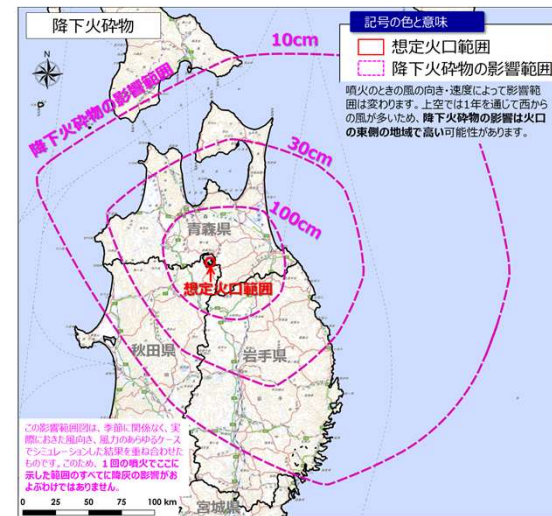 降下火砕物
N
10cm
記号の色と意味
想定火口範囲
降下火砕物の影響範囲
噴火のときの風の向き・速度によって影響範
囲は変わります。上空では1年を通じて西から
の風が多いため、降下火砕物の影響は火口
の東側の地域で高い可能性があります。
降下火砕物の影響範囲
30cm
100cm
青森県
想定火口範囲
秋田県
岩手県
この影響範囲図は、季節に関係なく、実
際におきた風向き、風力のあらゆるケース
でシミュレーションした結果を重ね合わせた
ものです。このため、1回の噴火でここに
示した範囲のすべてに降灰の影響がお
よぶわけではありません。
0 25 50 75 100 km
宮城県